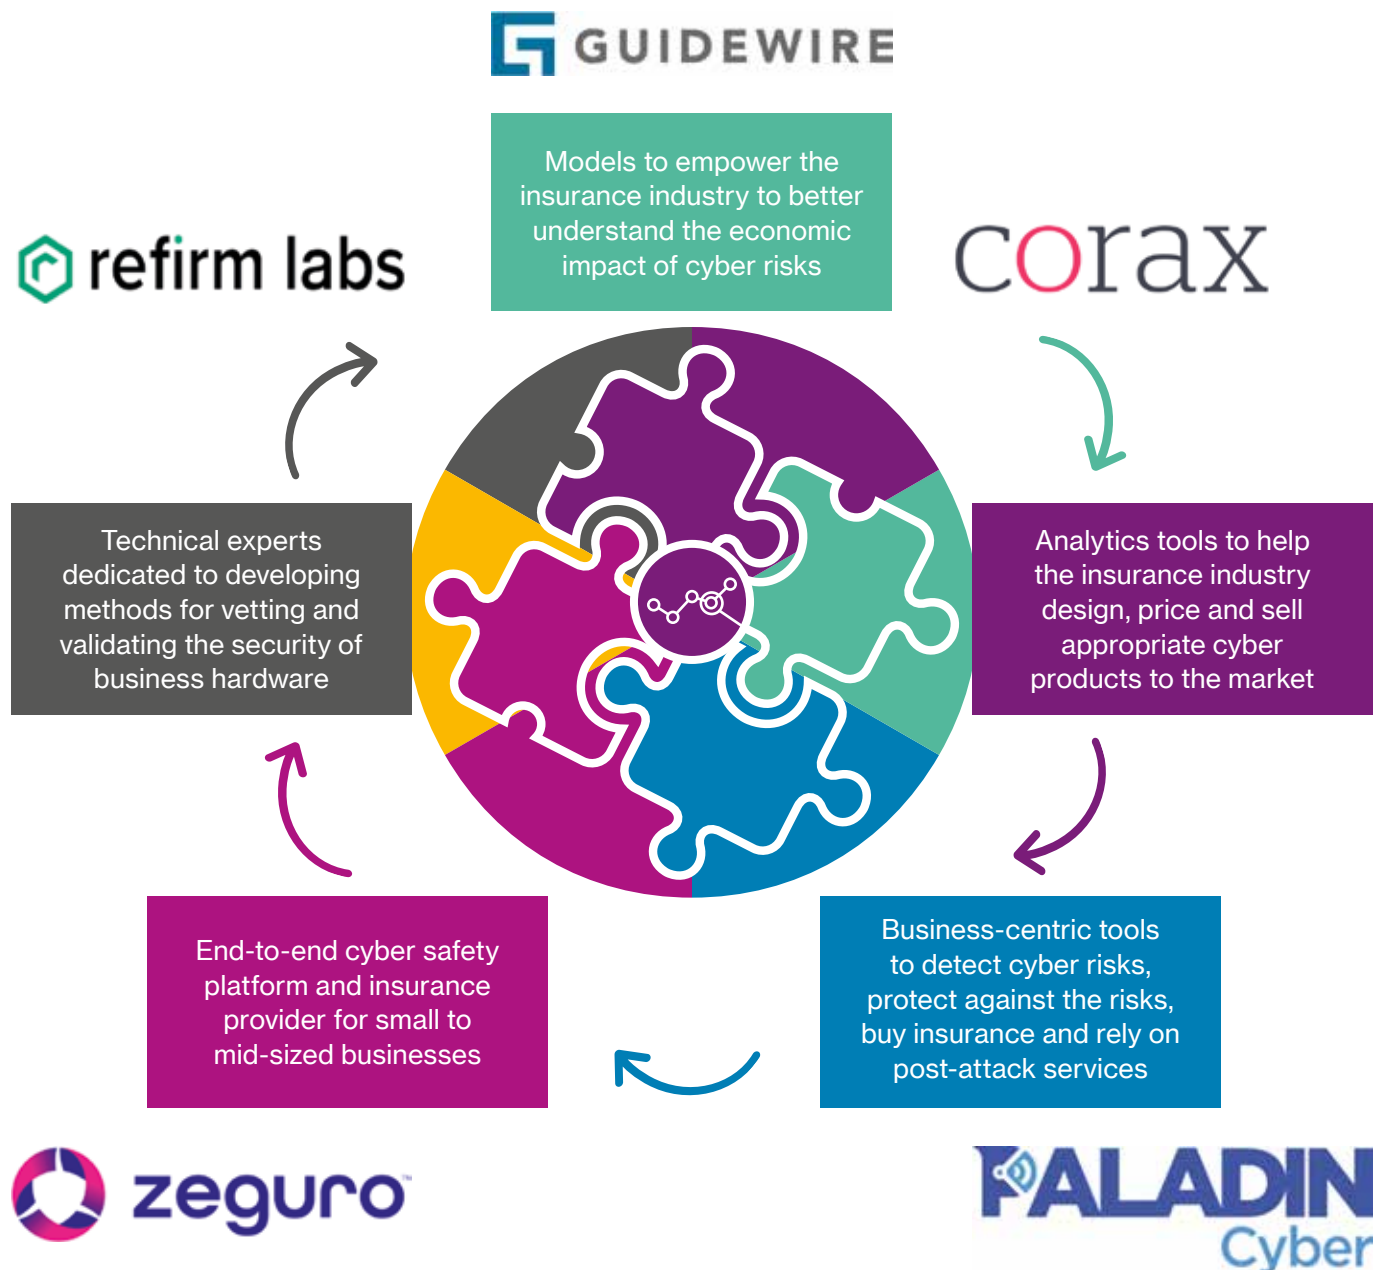 GUIDEWIRE
Models to empower the
insurance industry to better
understand the economic
impact of cyber risks
refirm labs
corax
Technical experts
dedicated to developing
methods for vetting and
validating the security of
business hardware
Analytics tools to help
the insurance industry
design, price and sell
appropriate cyber
products to the market
End-to-end cyber safety
platform and insurance
provider for small to
mid-sized businesses
Business-centric tools
to detect cyber risks,
protect against the risks,
buy insurance and rely on
post-attack services
zeguro™
PALADIN
Cyber